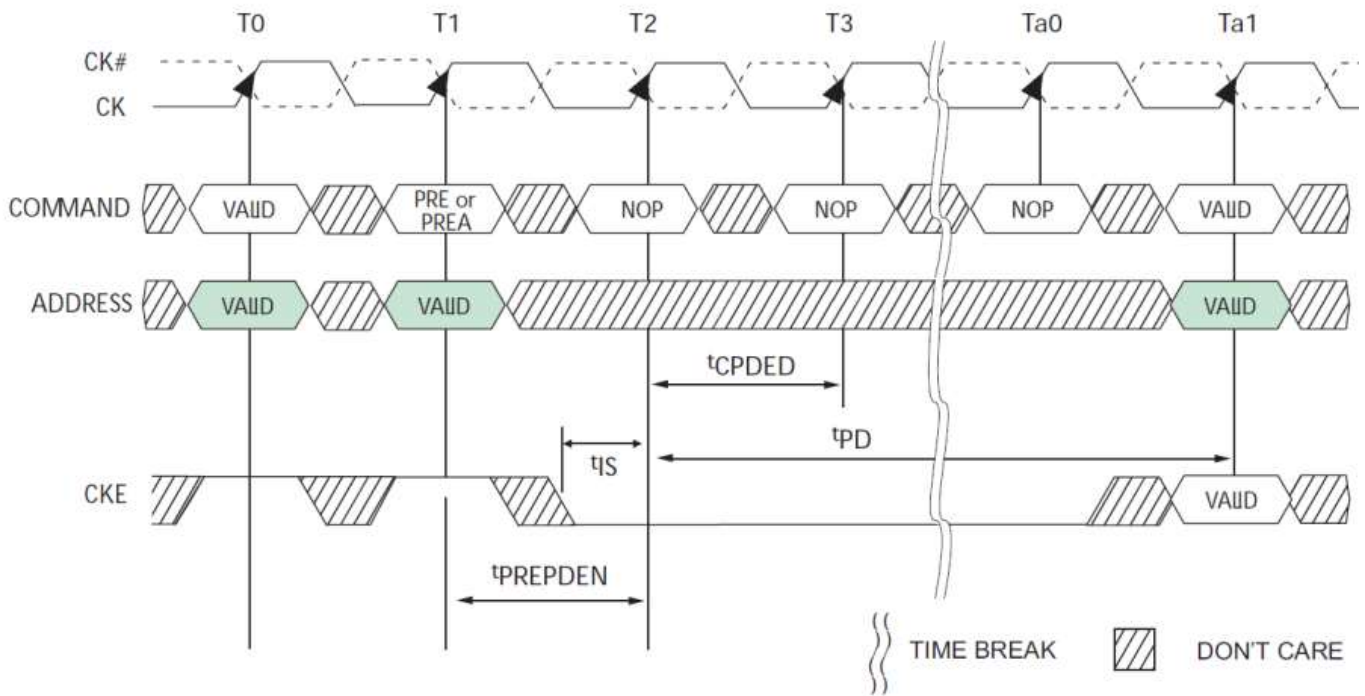 T0 T1 T2 T3 Ta0 Ta1
CK#
CK
COMMAND VALID PRE or PREA NOP NOP NOP VALID
ADDRESS VALID VALID VALID
tCPDED
tPD
tIS
CKE VALID
tPREPDEN
TIME BREAK DON'T CARE